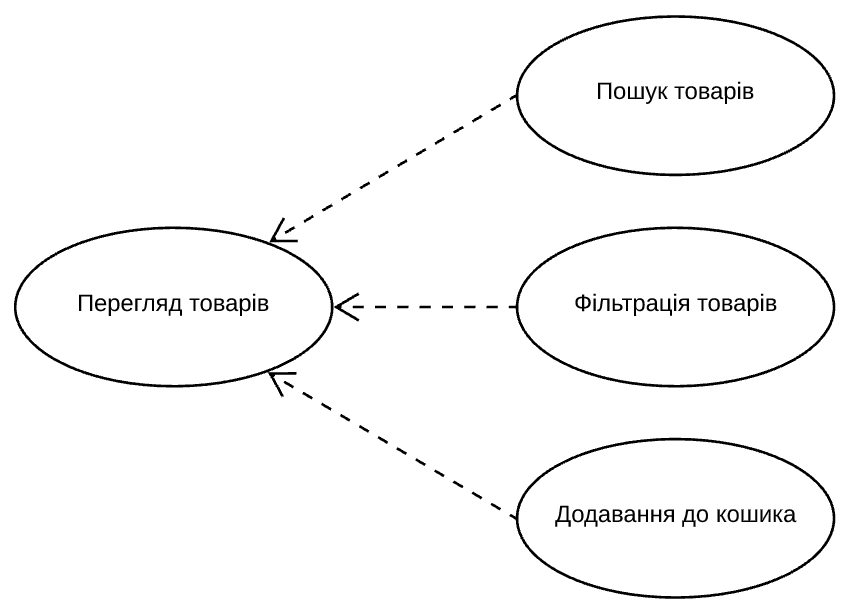 Пошук товарів
Перегляд товарів
Фільтрація товарів
Додавання до кошика